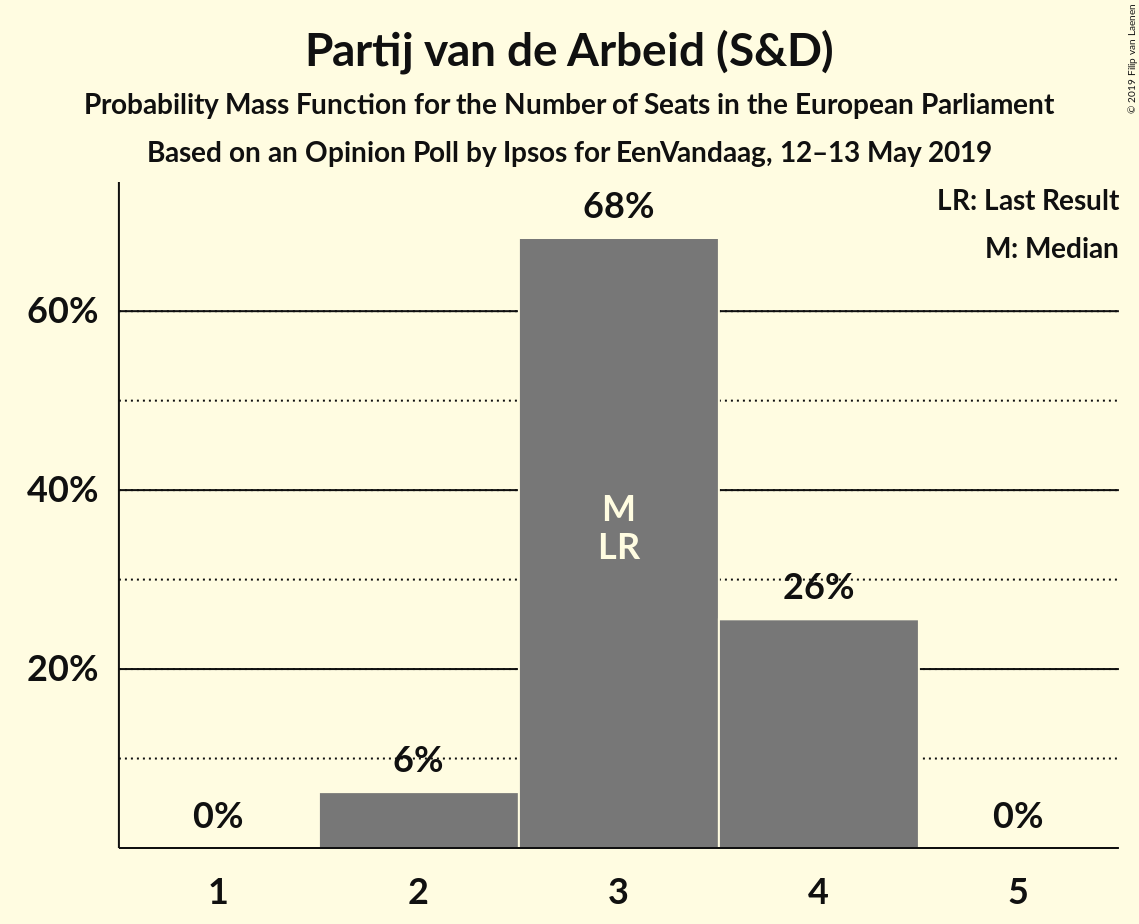 Partij van de Arbeid (S&D)
Probability Mass Function for the Number of Seats in the European Parliament
Based on an Opinion Poll by Ipsos for EenVandaag, 12–13 May 2019
© 2019 Filip van Laenen
LR: Last Result
M: Median
68%
60%
40%
M
LR
26%
20%
6%
0%
0%
1 2 3 4 5